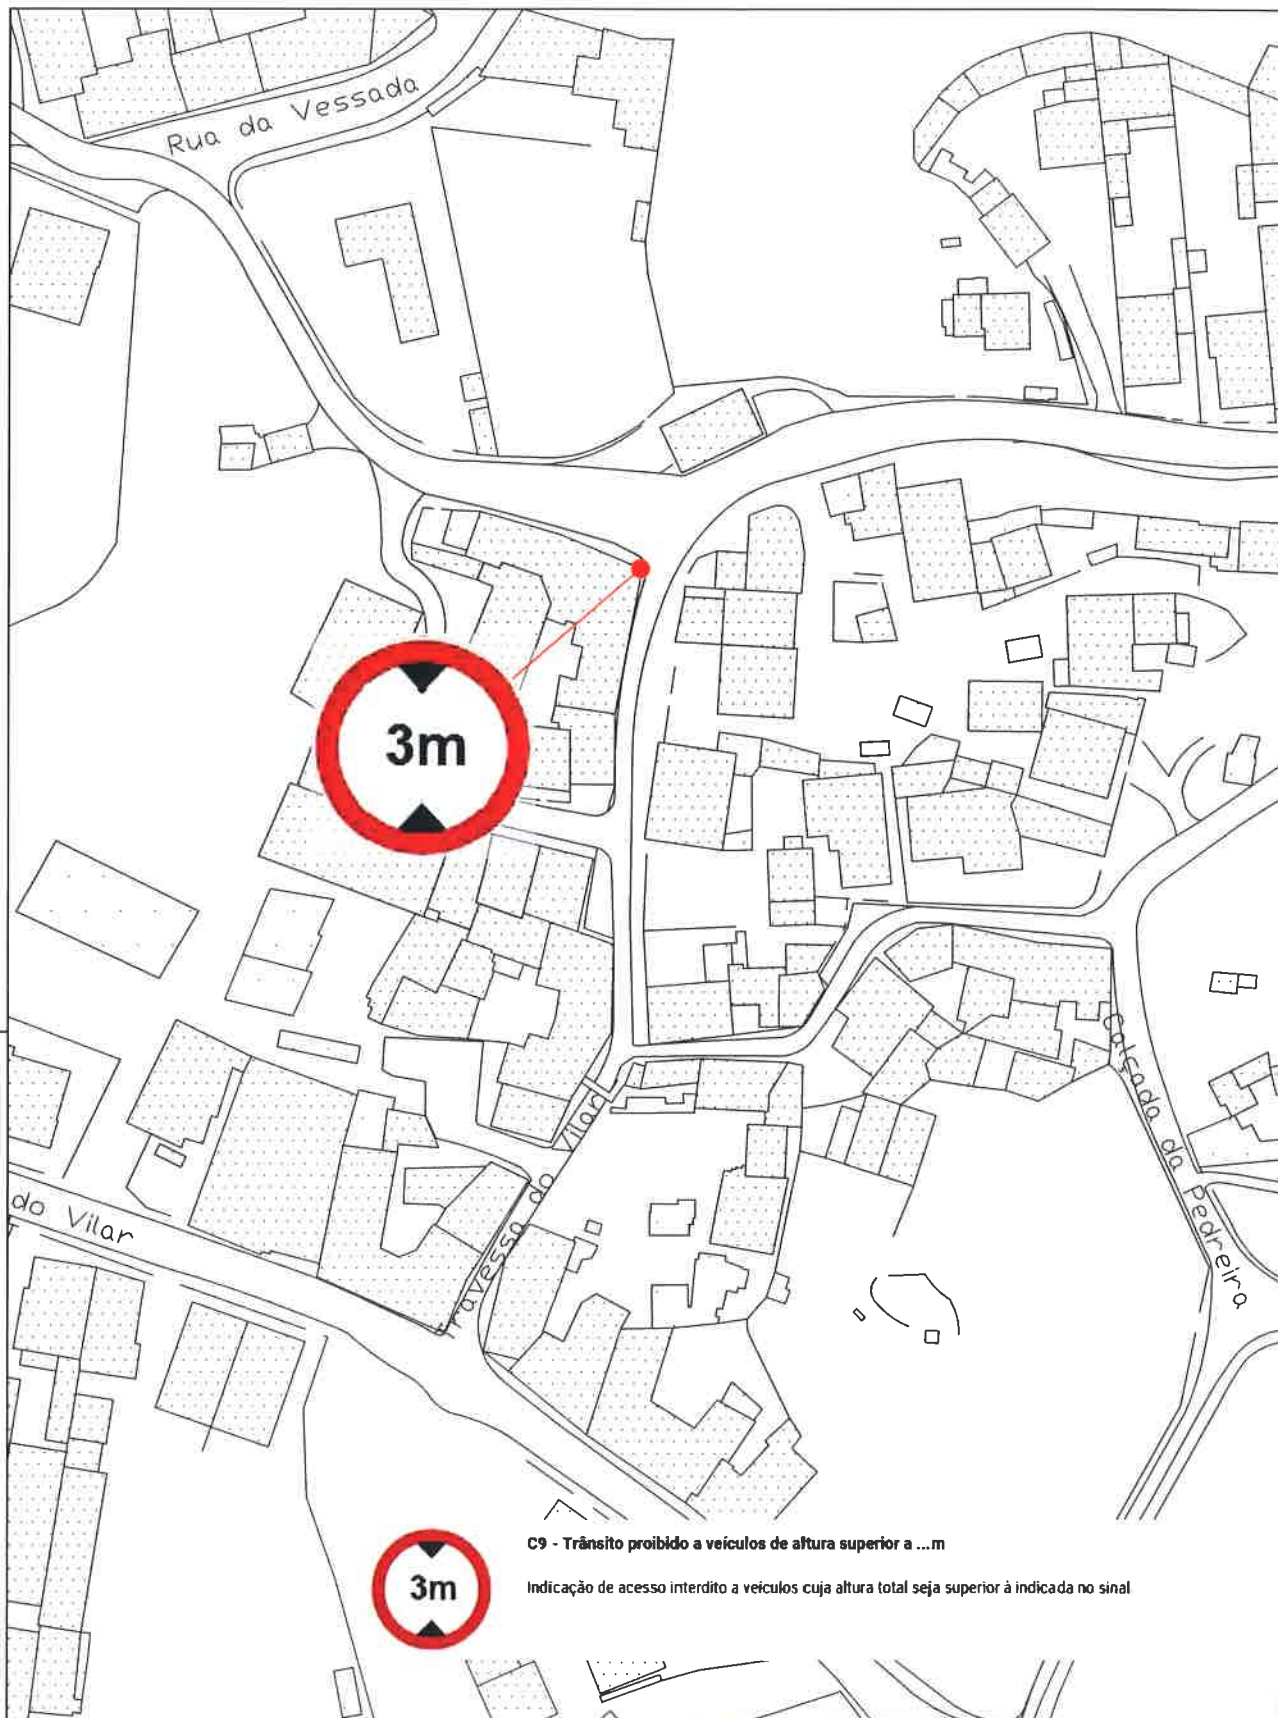 Rua da Vessada
3m
do Vilar
Travessa do Vilar
Calçada da Pedreira
3m
C9 - Trânsito proibido a veículos de altura superior a ...m
Indicação de acesso interdito a veículos cuja altura total seja superior à indicada no sinal